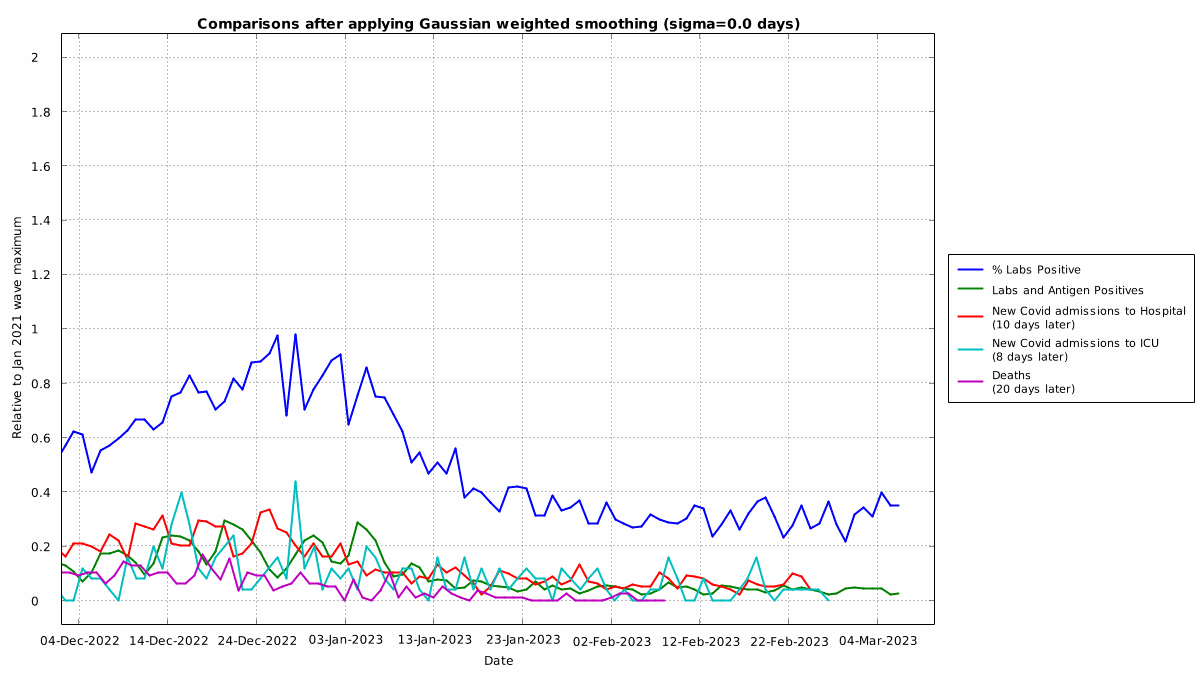 Comparisons after applying Gaussian weighted smoothing (sigma=0.0 days)
Relative to Jan 2021 wave maximum
2
1.8
1.6
1.4
1.2
1
0.8
0.6
0.4
0.2
0
04-Dec-2022 14-Dec-2022 24-Dec-2022 03-Jan-2023 13-Jan-2023 23-Jan-2023 02-Feb-2023 12-Feb-2023 22-Feb-2023 04-Mar-2023
Date
% Labs Positive
Labs and Antigen Positives
New Covid admissions to Hospital
(10 days later)
New Covid admissions to ICU
(8 days later)
Deaths
(20 days later)